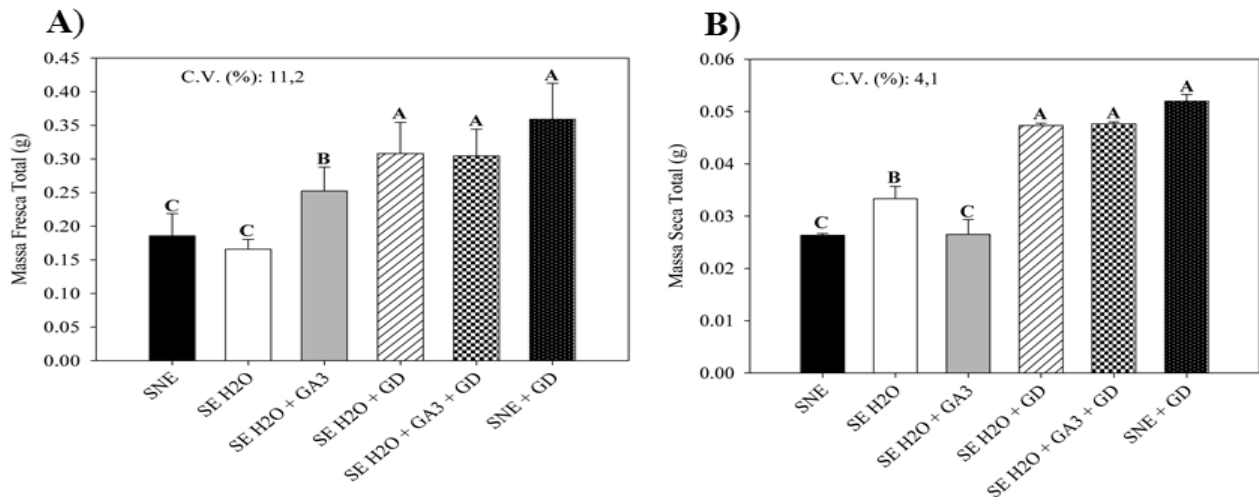 A)
C.V. (%): 11,2
Massa Fresca Total (g)
0.45
0.40
0.35
0.30
0.25
0.20
0.15
0.10
0.05
0.00
C
C
B
A
A
A
SNE
SE H2O
SE H2O + GA3
SE H2O + GD
SE H2O + GA3 + GD
SNE + GD
B)
C.V. (%): 4,1
Massa Seca Total (g)
0.06
0.05
0.04
0.03
0.02
0.01
0.00
C
B
C
A
A
A
SNE
SE H2O
SE H2O + GA3
SE H2O + GD
SE H2O + GA3 + GD
SNE + GD